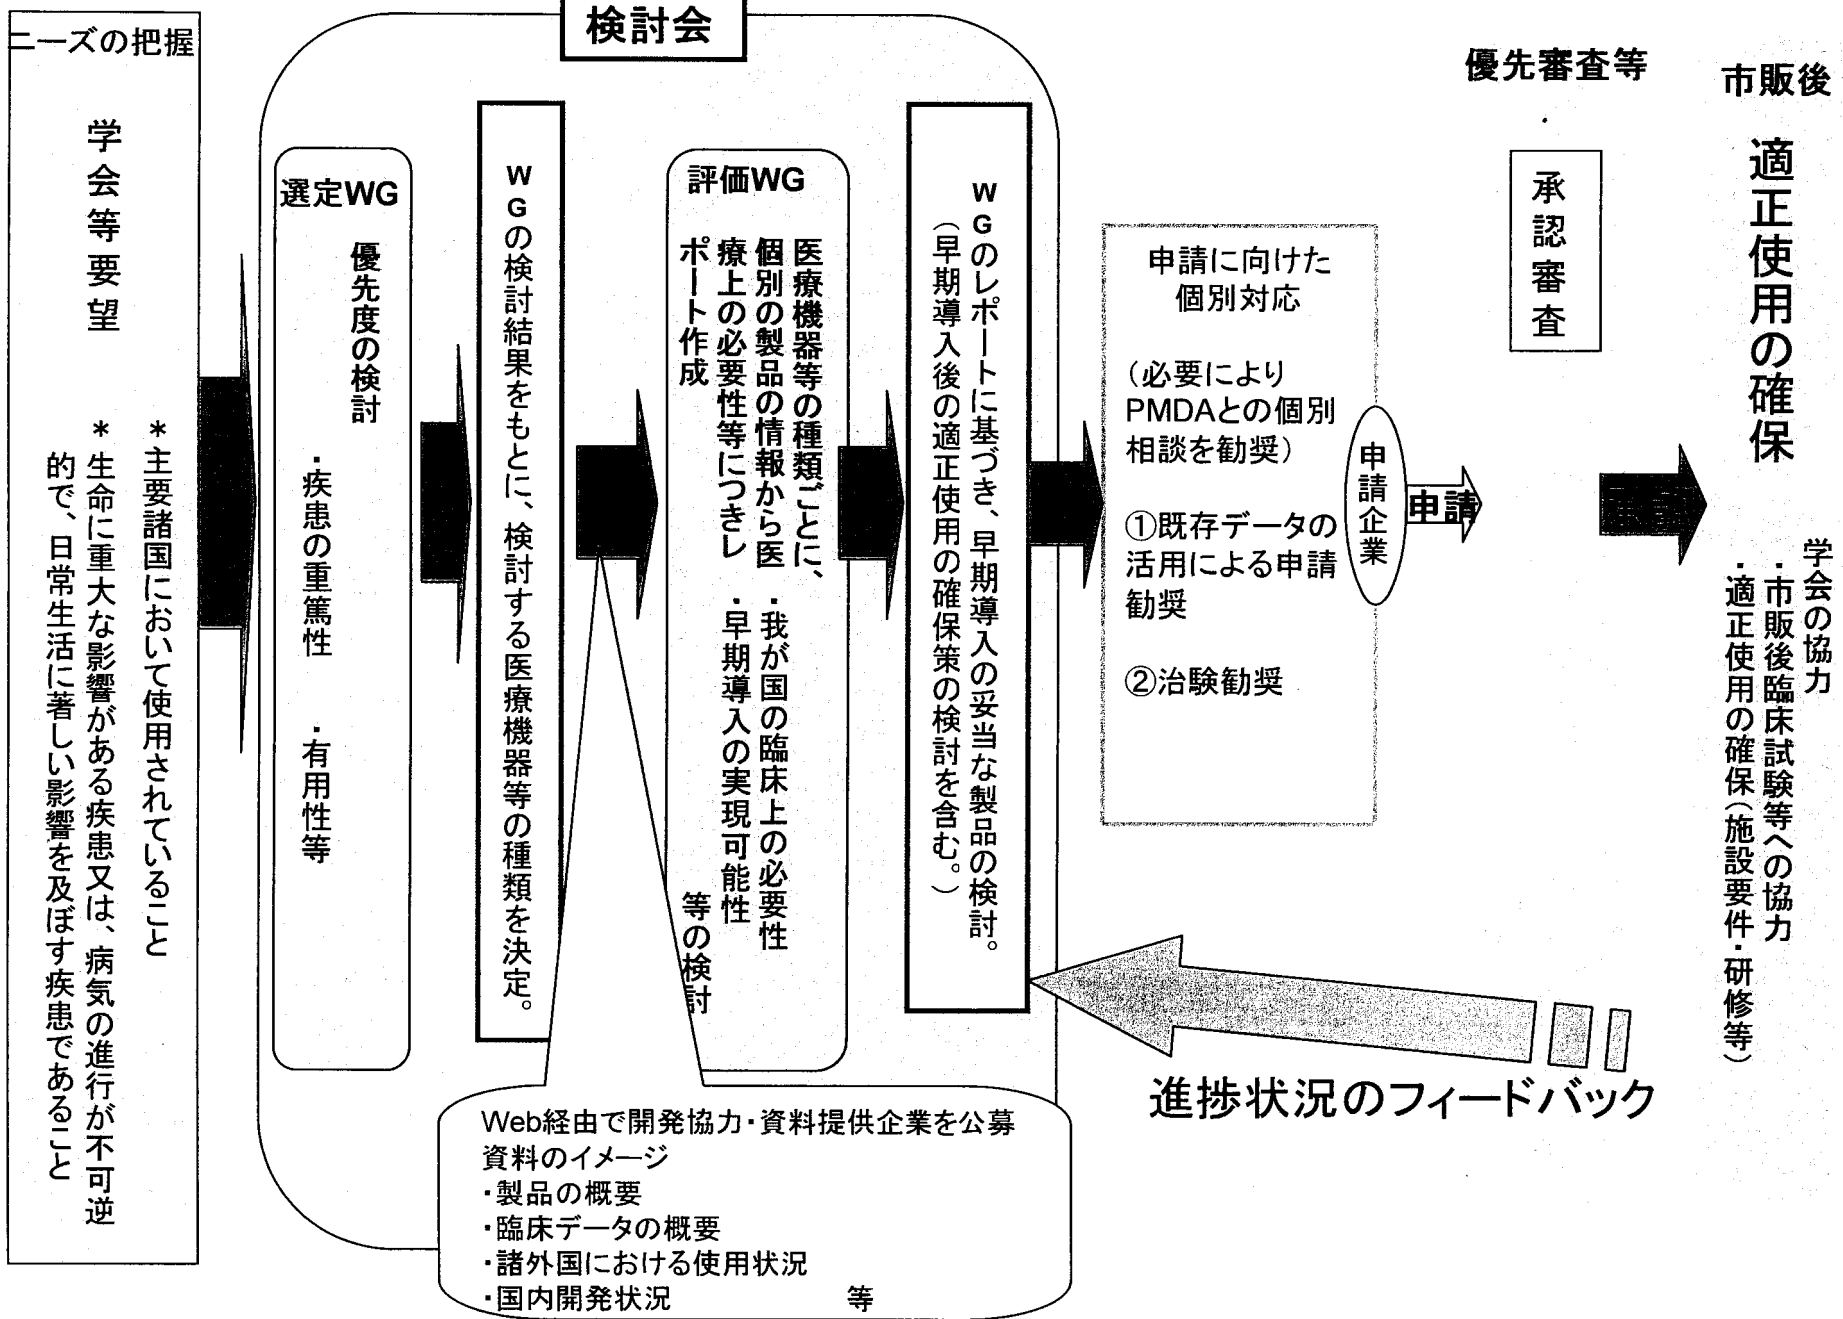 ニーズの把握
学会等要望
＊主要諸国において使用されていること
＊生命に重大な影響がある疾患又は、病気の進行が不可逆
的で、日常生活に著しい影響を及ぼす疾患であること
検討会
選定WG
優先度の検討
・疾患の重篤性　・有用性等
WGの検討結果をもとに、検討する医療機器等の種類を決定。
評価WG
医療機器等の種類ごとに、
個別の製品の情報から医
療上の必要性等につきレ
ポート作成
・我が国の臨床上の必要性
・早期導入の実現可能性
等の検討
WGのレポートに基づき、早期導入の妥当な製品の検討。
（早期導入後の適正使用の確保策の検討を含む。）
Web経由で開発協力・資料提供企業を公募
資料のイメージ
・製品の概要
・臨床データの概要
・諸外国における使用状況
・国内開発状況　等
申請に向けた
個別対応
（必要により
PMDAとの個別
相談を勧奨）
①既存データの
活用による申請
勧奨
②治験勧奨
申請企業
申請
優先審査等
承認審査
市販後
適正使用の確保
学会の協力
・市販後臨床試験等への協力
・適正使用の確保（施設要件・研修等）
進捗状況のフィードバック